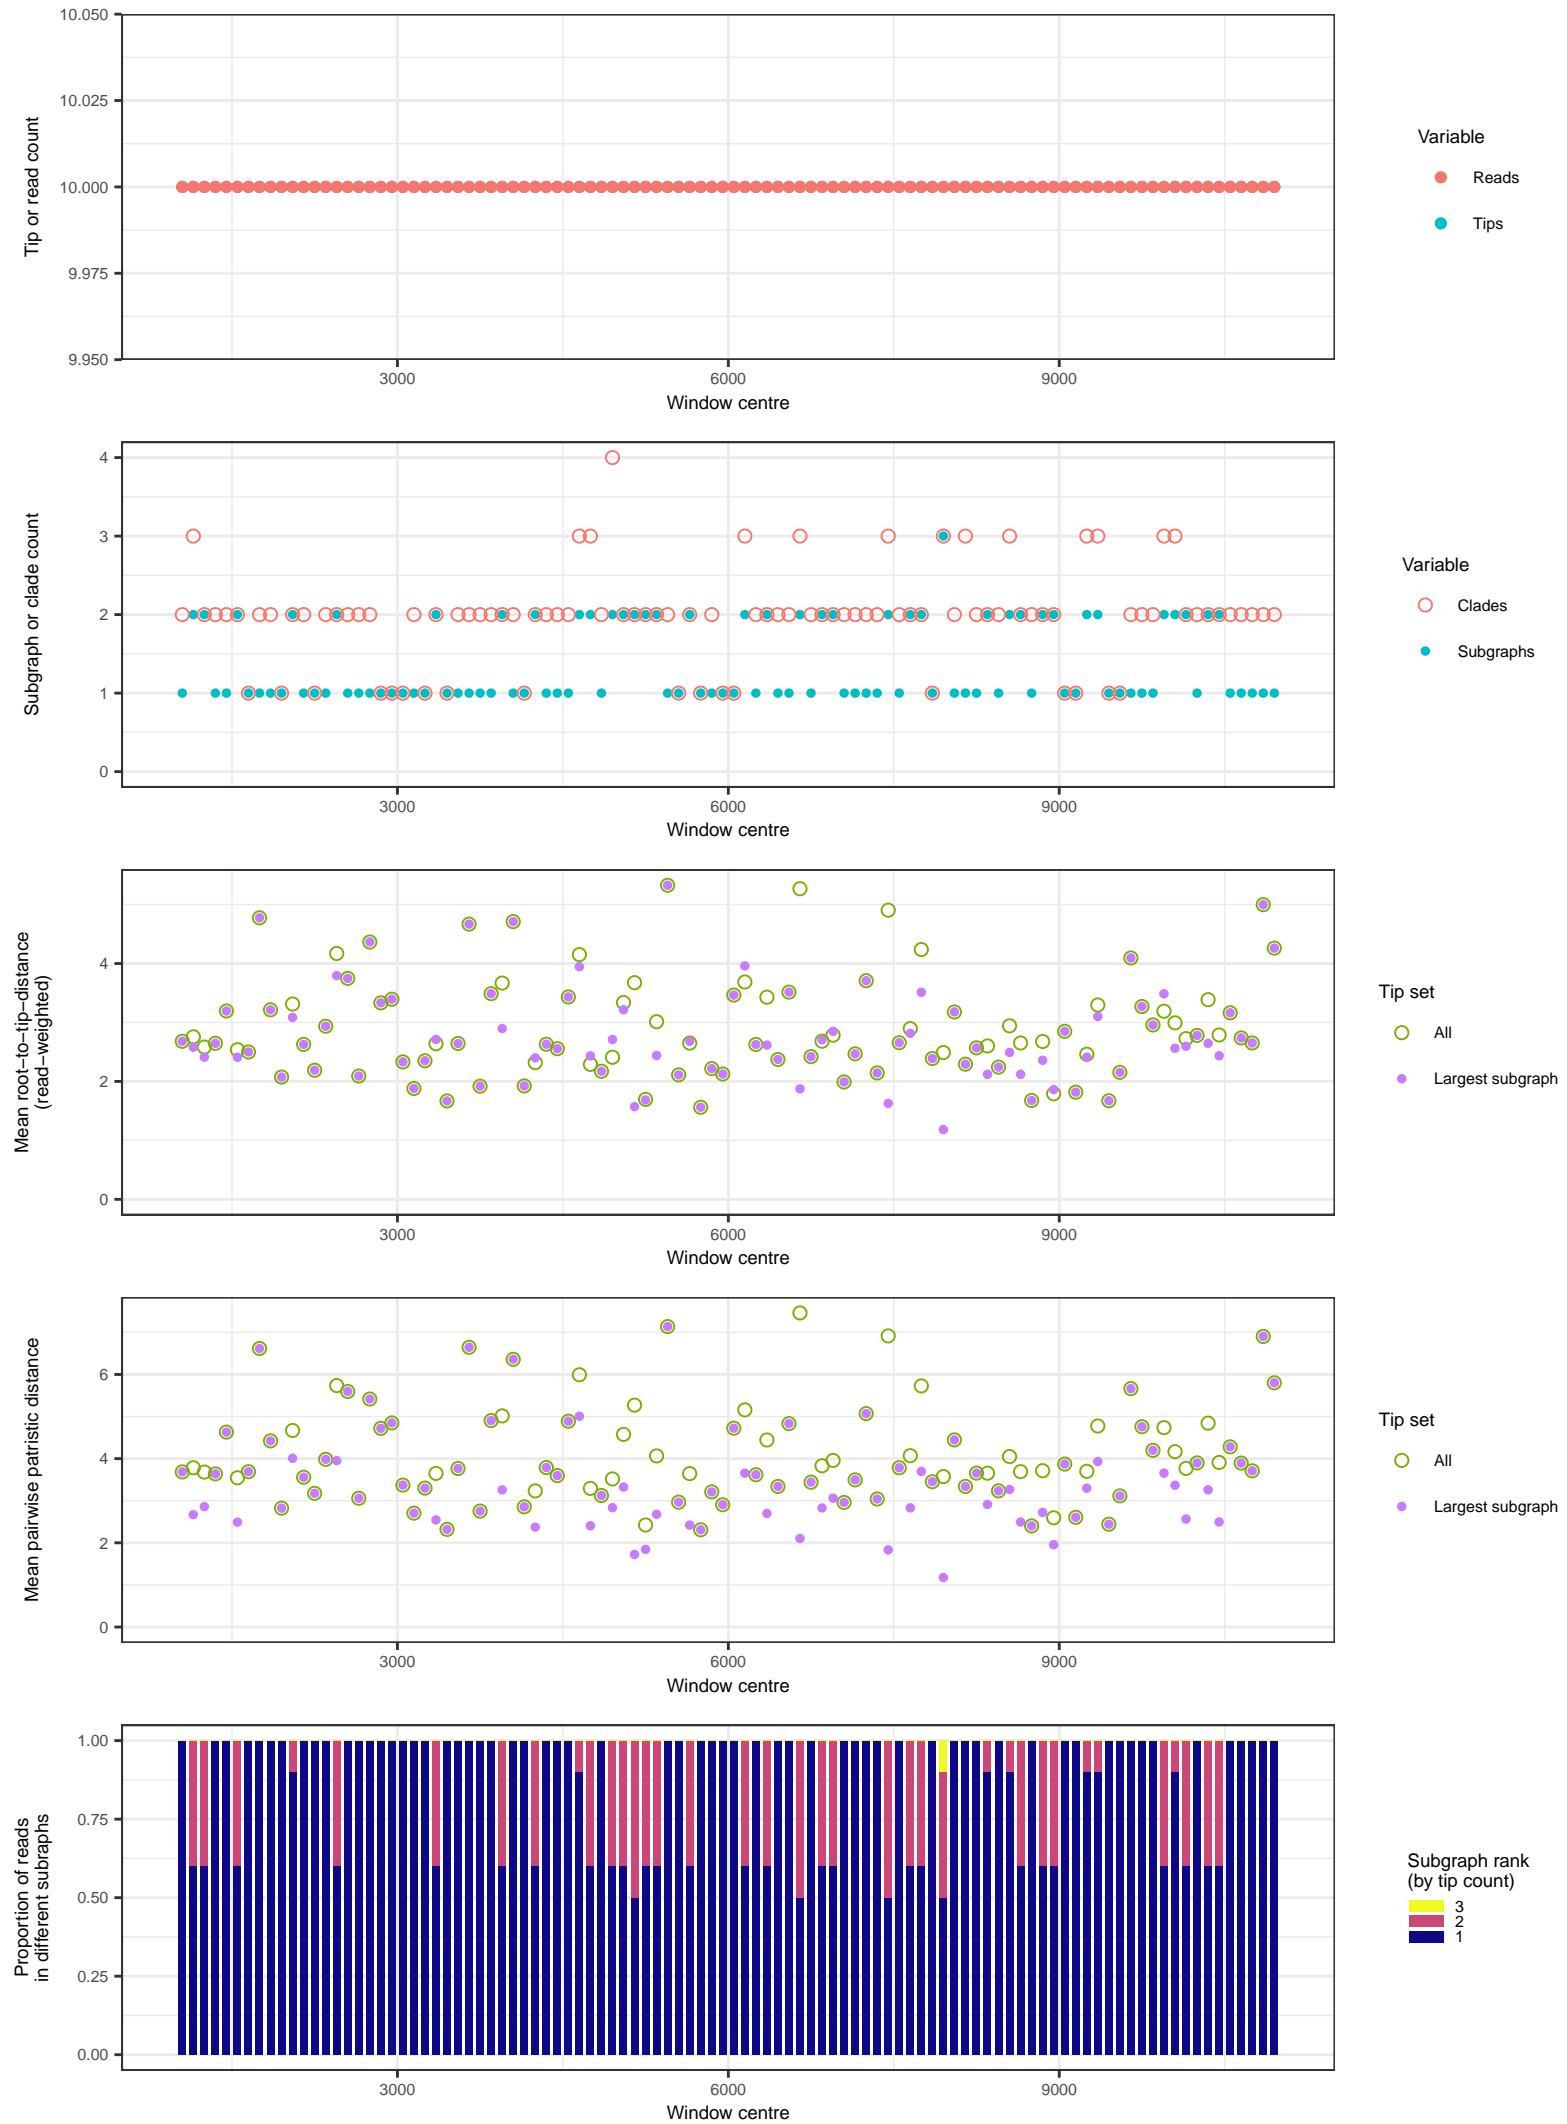 10.050
10.025
10.000
9.975
9.950
Tip or read count
3000 6000 9000
Window centre
Variable
Reads
Tips
4
3
2
1
0
Subgraph or clade count
3000 6000 9000
Window centre
Variable
Clades
Subgraphs
4
2
0
Mean root−to−tip−distance
(read−weighted)
3000 6000 9000
Window centre
Tip set
All
Largest subgraph
6
4
2
0
Mean pairwise patristic distance
3000 6000 9000
Window centre
Tip set
All
Largest subgraph
1.00
0.75
0.50
0.25
0.00
Proportion of reads
in different subraphs
3000 6000 9000
Window centre
Subgraph rank
(by tip count)
3
2
1